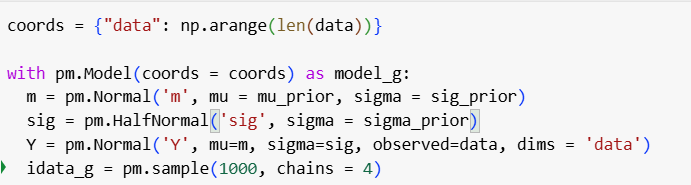 coords = {"data": np.arange(len(data))}
with pm.Model(coords = coords) as model_g:
m = pm.Normal('m', mu = mu_prior, sigma = sig_prior)
sig = pm.HalfNormal('sig', sigma = sigma_prior)
Y = pm.Normal('Y', mu=m, sigma=sig, observed=data, dims = 'data')
idata_g = pm.sample(1000, chains = 4)